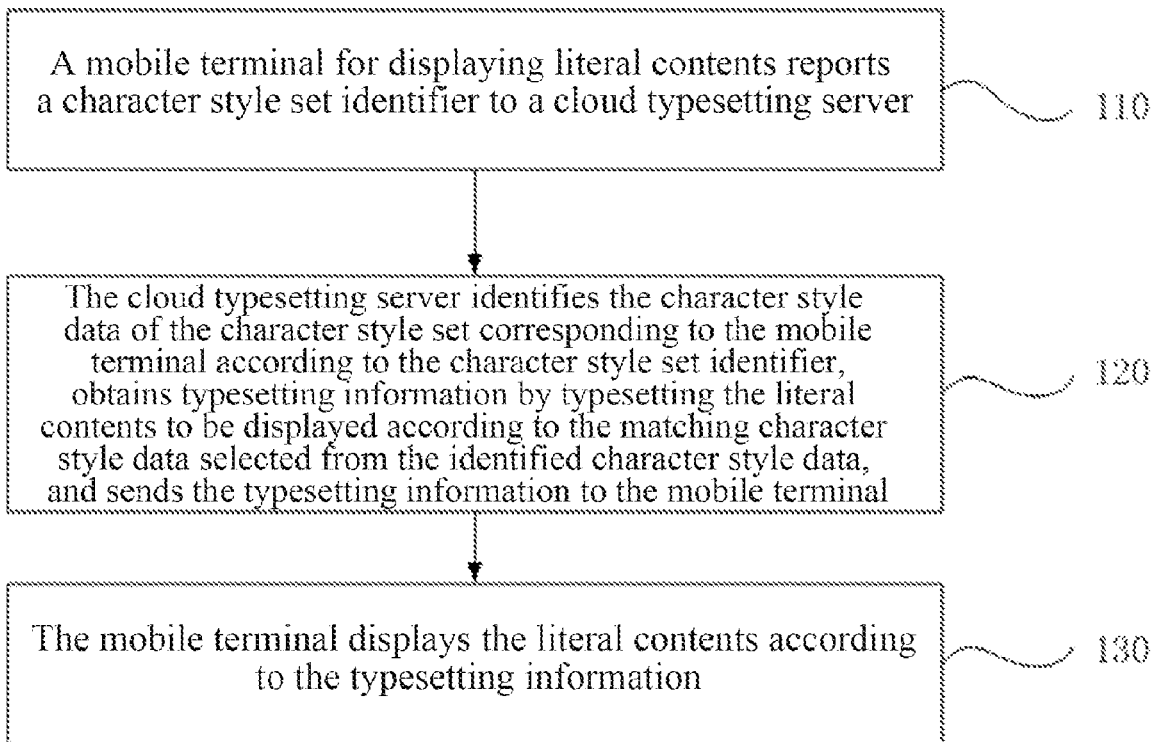 A mobile terminal for displaying literal contents reports
a character style set identifier to a cloud typesetting server
110
The cloud typesetting server identifies the character style
data of the character style set corresponding to the mobile
terminal according to the character style set identifier,
obtains typesetting information by typesetting the literal
contents to be displayed according to the matching character
style data selected from the identified character style data,
and sends the typesetting information to the mobile terminal
120
The mobile terminal displays the literal contents according
to the typesetting information
130